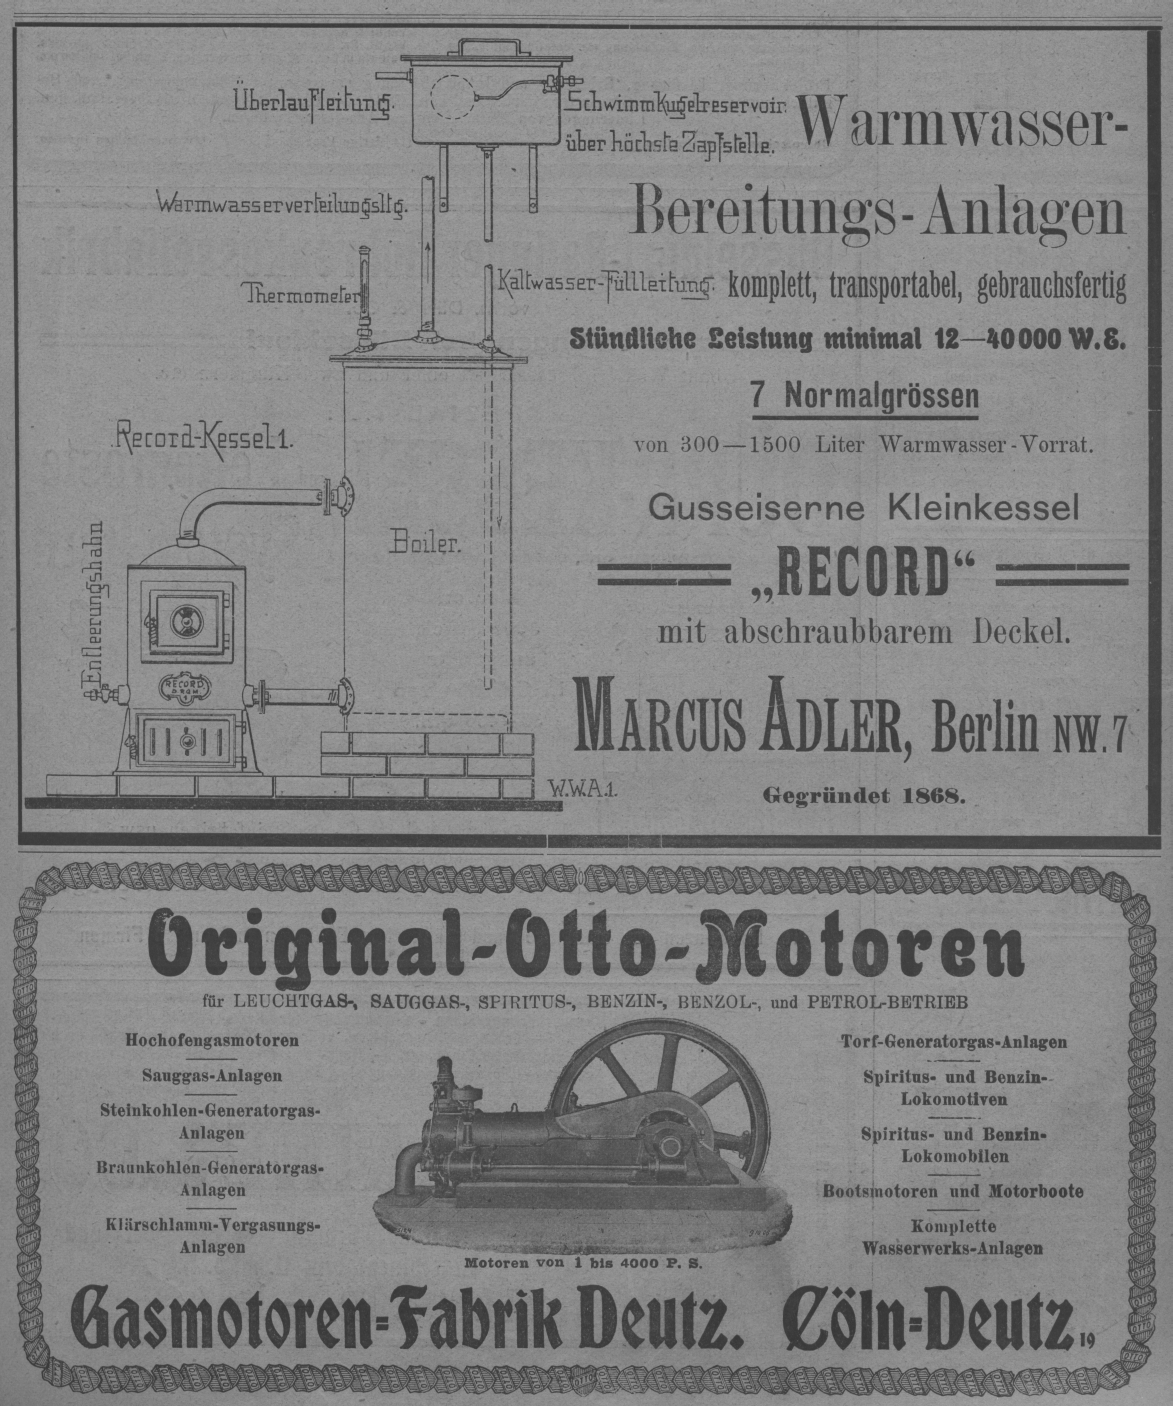 Überlaufleitung.
Schwimmkugelreservoir
über höchste Zapfstelle.
Warmwasserverteilungsltg.
Thermometer
Kaltwasser-Füllleitung.
Record-Kessel 1.
Boiler.
Entleerungshahn
RECORD
D.R.G.M.
1
W.W.A.1.
Warmwasser-
Bereitungs-Anlagen
komplett, transportabel, gebrauchsfertig
Stündliche Leistung minimal 12—40000 W.E.
7 Normalgrössen
von 300—1500 Liter Warmwasser-Vorrat.
Gusseiserne Kleinkessel
„RECORD“
mit abschraubbarem Deckel.
MARCUS ADLER, Berlin NW. 7
Gegründet 1868.
Original-Otto-Motoren
für LEUCHTGAS-, SAUGGAS-, SPIRITUS-, BENZIN-, BENZOL-, und PETROL-BETRIEB
Hochofengasmotoren
Sauggas-Anlagen
Steinkohlen-Generatorgas-
Anlagen
Braunkohlen-Generatorgas-
Anlagen
Klärschlamm-Vergasungs-
Anlagen
Torf-Generatorgas-Anlagen
Spiritus- und Benzin-
Lokomotiven
Spiritus- und Benzin-
Lokomobilen
Bootsmotoren und Motorboote
Komplette
Wasserwerks-Anlagen
Motoren von 1 bis 4000 P. S.
Gasmotoren-Fabrik Deutz. Cöln-Deutz
19